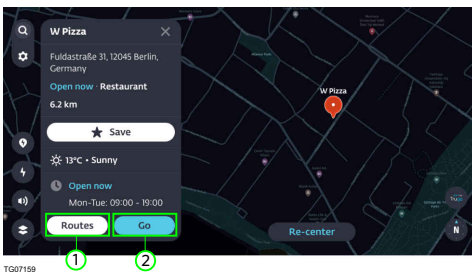 W Pizza
Fuldastraße 31, 12045 Berlin,
Germany
Open now · Restaurant
6.2 km
Save
13°C • Sunny
Open now
Mon-Tue: 09:00 - 19:00
Routes
Go
W Pizza
Re-center
N
1
2
TG07159